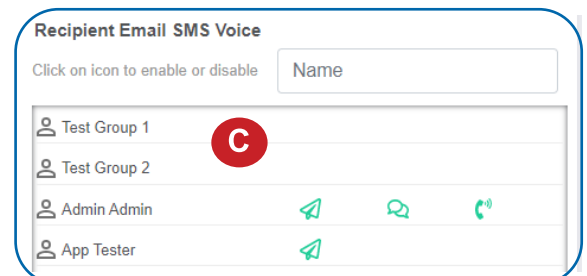 Recipient Email SMS Voice
Click on icon to enable or disable
Name
Test Group 1
C
Test Group 2
Admin Admin
App Tester